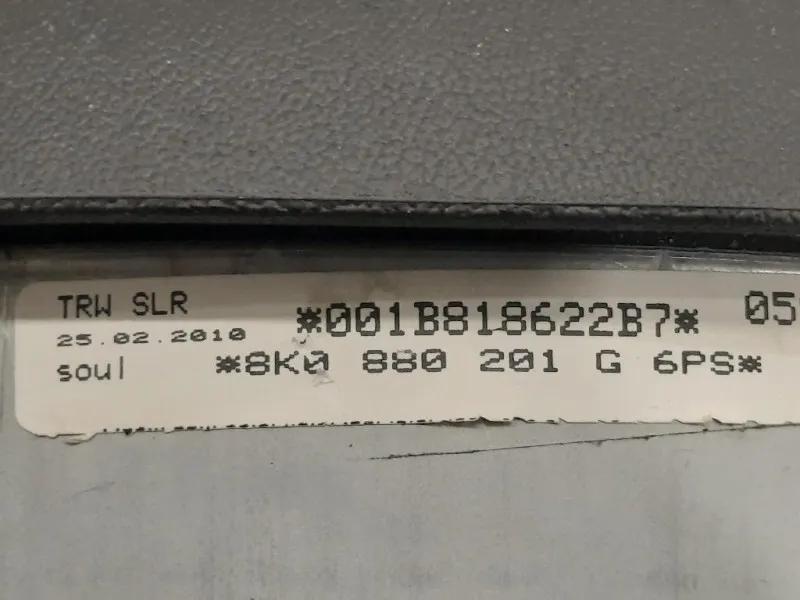 TRW SLR *001B818622B7* 05
25.02.2010
soul *8K0 880 201 G 6PS*